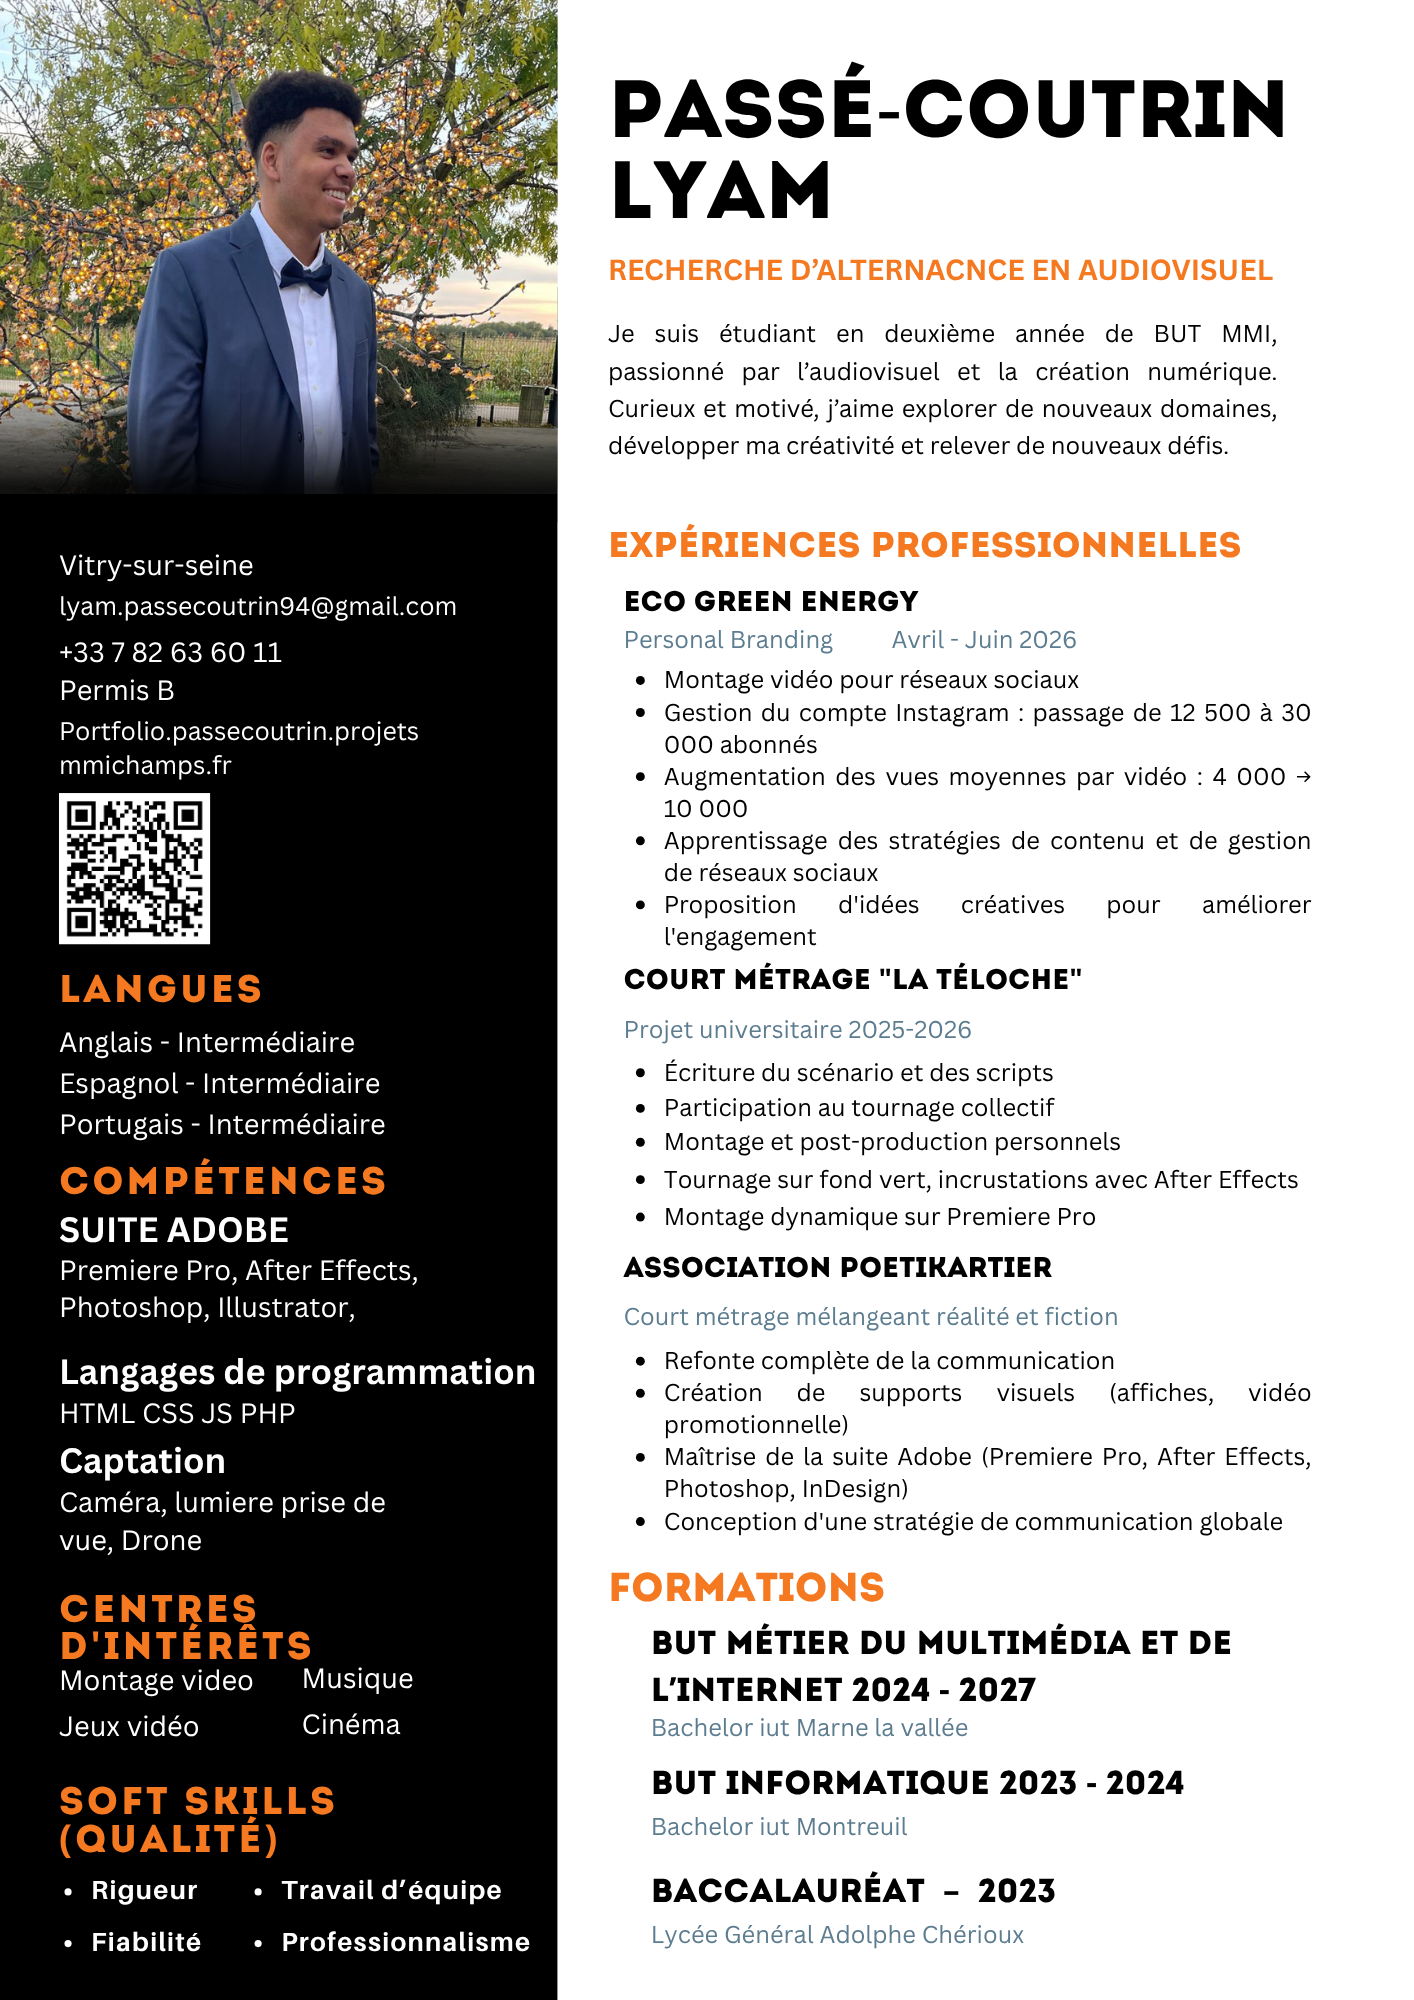 PASSÉ-COUTRIN
LYAM
RECHERCHE D’ALTERNACNCE EN AUDIOVISUEL
Je suis étudiant en deuxième année de BUT MMI,
passionné par l’audiovisuel et la création numérique.
Curieux et motivé, j’aime explorer de nouveaux domaines,
développer ma créativité et relever de nouveaux défis.
Vitry-sur-seine
lyam.passecoutrin94@gmail.com
+33 7 82 63 60 11
Permis B
Portfolio.passecoutrin.projets
mmichamps.fr
LANGUES
Anglais - Intermédiaire
Espagnol - Intermédiaire
Portugais - Intermédiaire
COMPÉTENCES
SUITE ADOBE
Premiere Pro, After Effects,
Photoshop, Illustrator,
Langages de programmation
HTML CSS JS PHP
Captation
Caméra, lumiere prise de
vue, Drone
CENTRES
D'INTÉRÊTS
Montage video Musique
Jeux vidéo Cinéma
SOFT SKILLS
(QUALITÉ)
• Rigueur • Travail d’équipe
• Fiabilité • Professionnalisme
EXPÉRIENCES PROFESSIONNELLES
ECO GREEN ENERGY
Personal Branding Avril - Juin 2026
• Montage vidéo pour réseaux sociaux
• Gestion du compte Instagram : passage de 12 500 à 30
000 abonnés
• Augmentation des vues moyennes par vidéo : 4 000 →
10 000
• Apprentissage des stratégies de contenu et de gestion
de réseaux sociaux
• Proposition d'idées créatives pour améliorer
l'engagement
COURT MÉTRAGE "LA TÉLOCHE"
Projet universitaire 2025-2026
• Écriture du scénario et des scripts
• Participation au tournage collectif
• Montage et post-production personnels
• Tournage sur fond vert, incrustations avec After Effects
• Montage dynamique sur Premiere Pro
ASSOCIATION POETIKARTIER
Court métrage mélangeant réalité et fiction
• Refonte complète de la communication
• Création de supports visuels (affiches, vidéo
promotionnelle)
• Maîtrise de la suite Adobe (Premiere Pro, After Effects,
Photoshop, InDesign)
• Conception d'une stratégie de communication globale
FORMATIONS
BUT MÉTIER DU MULTIMÉDIA ET DE
L’INTERNET 2024 - 2027
Bachelor iut Marne la vallée
BUT INFORMATIQUE 2023 - 2024
Bachelor iut Montreuil
BACCALAURÉAT – 2023
Lycée Général Adolphe Chérioux